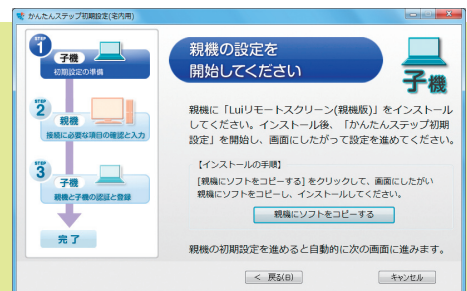 かんたんステップ初期設定(宅内用)
STEP
1
子機
初期設定の準備
STEP
2
親機
接続に必要な項目の確認と入力
STEP
3
子機
親機と子機の認証と登録
完了
親機の設定を
開始してください
子機
親機に「Luiリモートスクリーン(親機版)」をインストール
してください。インストール後、「かんたんステップ初期
設定」を開始し、画面にしたがって設定を進めてください。
【インストールの手順】
[親機にソフトをコピーする]をクリックして、画面にしたがい
親機にソフトをコピーし、インストールしてください。
親機にソフトをコピーする
親機の初期設定を進めると自動的に次の画面に進みます。
< 戻る(B)
キャンセル